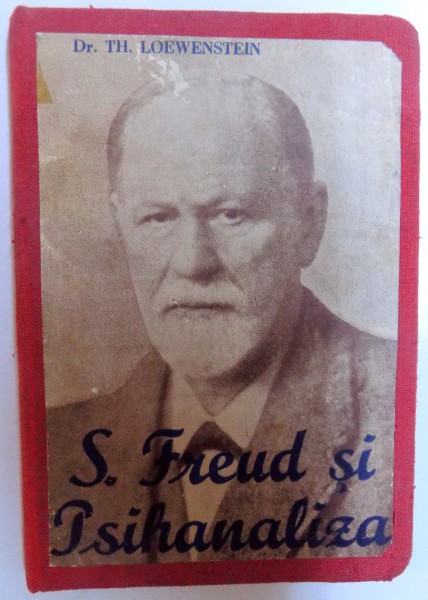 Dr. TH. LOEWENSTEIN
S. Freud și
Psihanaliza